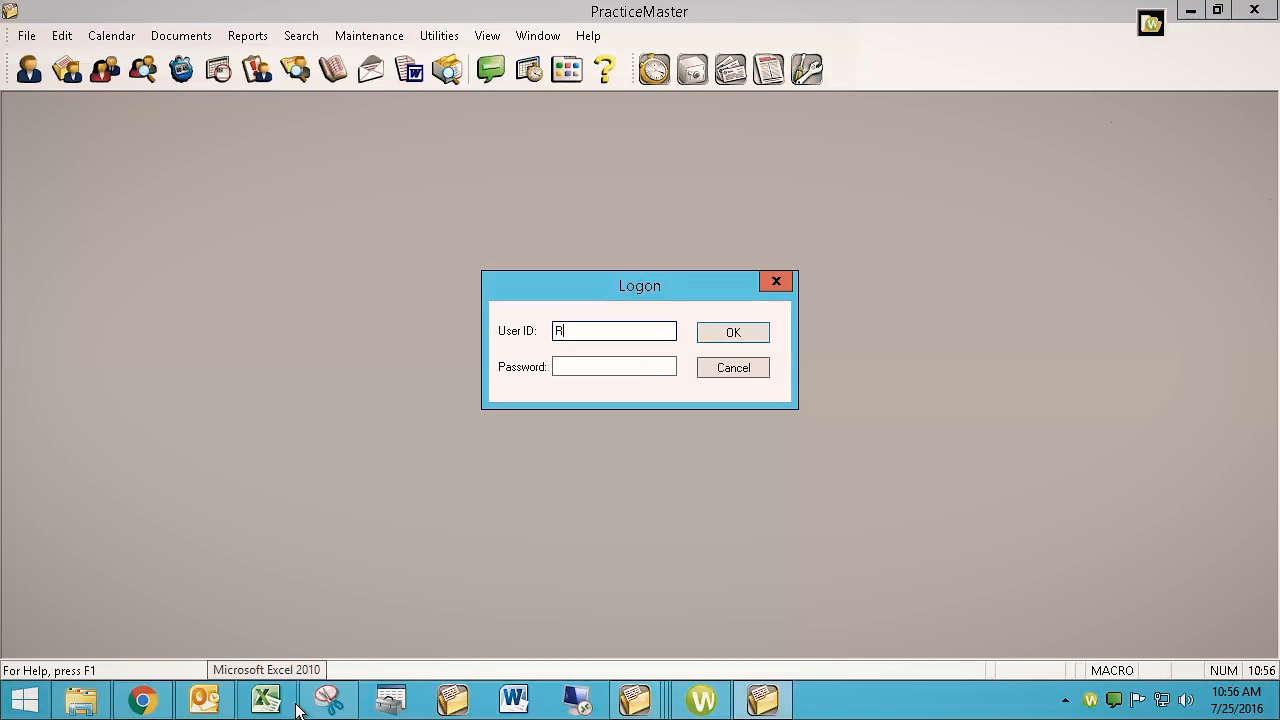 PracticeMaster
File Edit Calendar Documents Reports Search Maintenance Utilities View Window Help
Logon
User ID: R
OK
Password:
Cancel
For Help, press F1
Microsoft Excel 2010
MACRO NUM 10:56
10:56 AM
7/25/2016